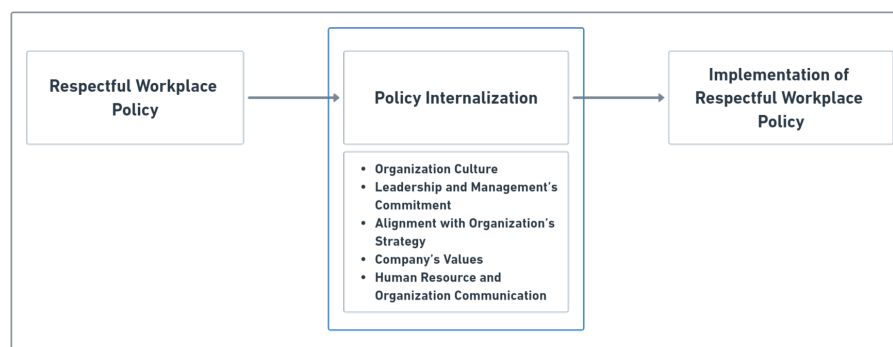 Respectful Workplace
Policy
Policy Internalization
• Organization Culture
• Leadership and Management's
Commitment
• Alignment with Organization's
Strategy
• Company's Values
• Human Resource and
Organization Communication
Implementation of
Respectful Workplace
Policy